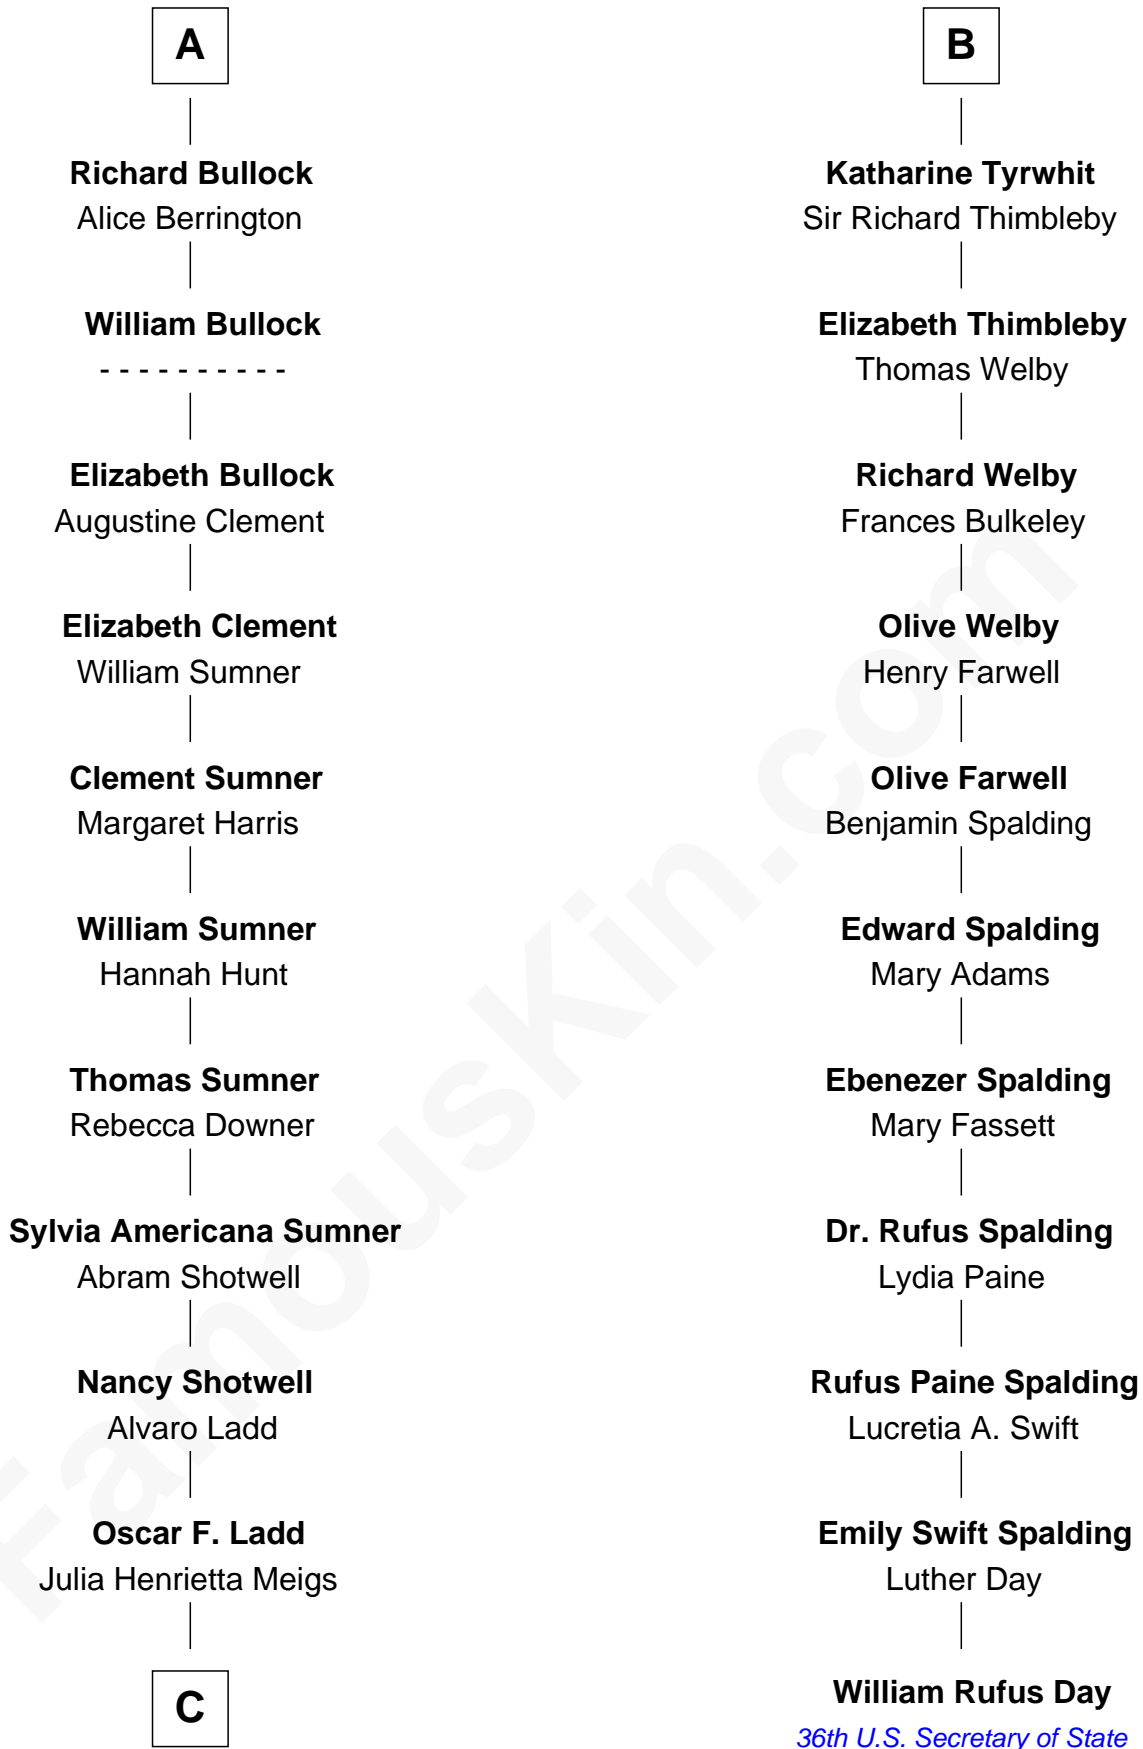 A
Richard Bullock
Alice Berrington
William Bullock
- - - - - - - - - -
Elizabeth Bullock
Augustine Clement
Elizabeth Clement
William Sumner
Clement Sumner
Margaret Harris
William Sumner
Hannah Hunt
Thomas Sumner
Rebecca Downer
Sylvia Americana Sumner
Abram Shotwell
Nancy Shotwell
Alvaro Ladd
Oscar F. Ladd
Julia Henrietta Meigs
C
B
Katharine Tyrwhit
Sir Richard Thimbleby
Elizabeth Thimbleby
Thomas Welby
Richard Welby
Frances Bulkeley
Olive Welby
Henry Farwell
Olive Farwell
Benjamin Spalding
Edward Spalding
Mary Adams
Ebenezer Spalding
Mary Fassett
Dr. Rufus Spalding
Lydia Paine
Rufus Paine Spalding
Lucretia A. Swift
Emily Swift Spalding
Luther Day
William Rufus Day
36th U.S. Secretary of State
FamousKin.com